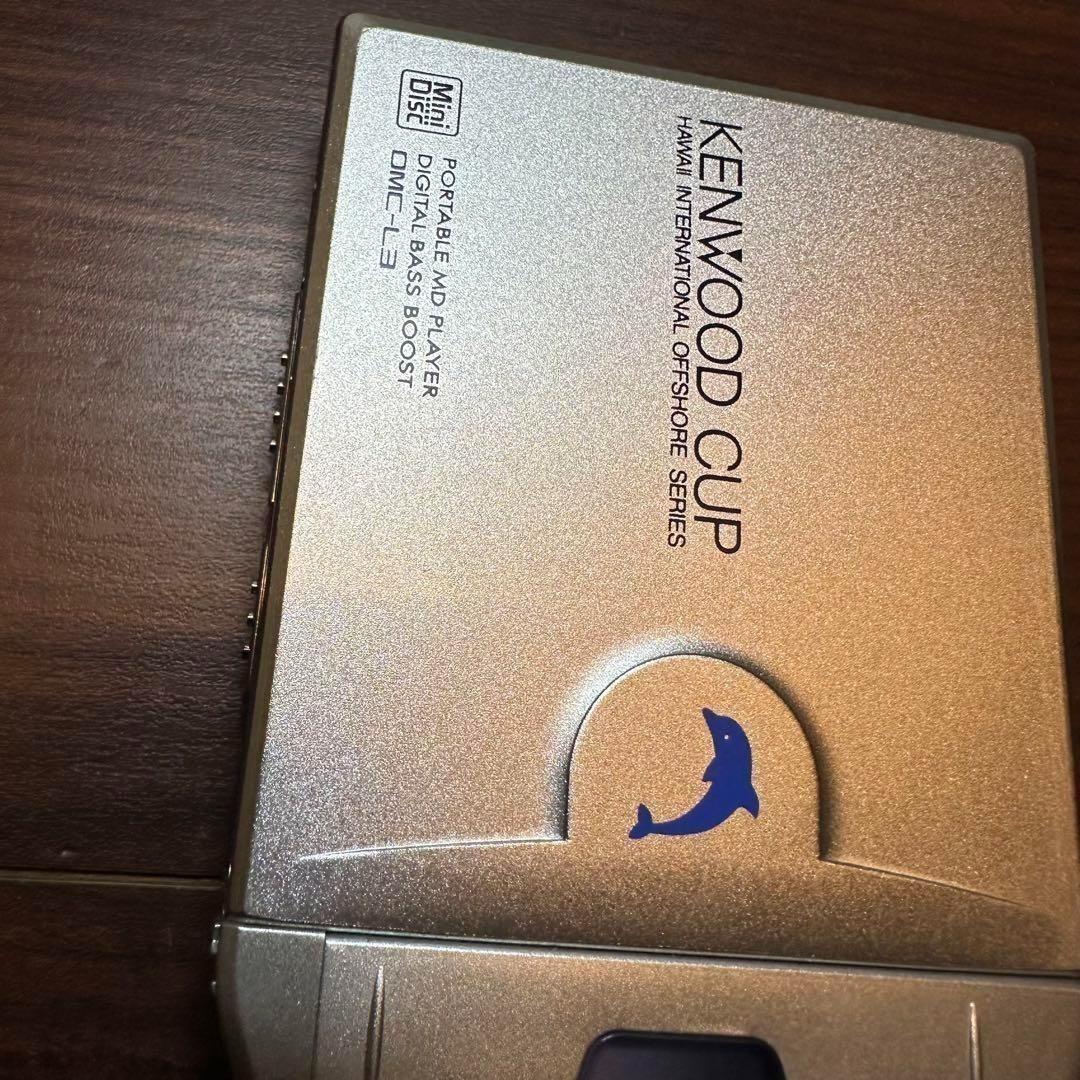 KENWOOD CUP
HAWAII INTERNATIONAL OFFSHORE SERIES
Mini
Disc
PORTABLE MD PLAYER
DIGITAL BASS BOOST
DMC-L3